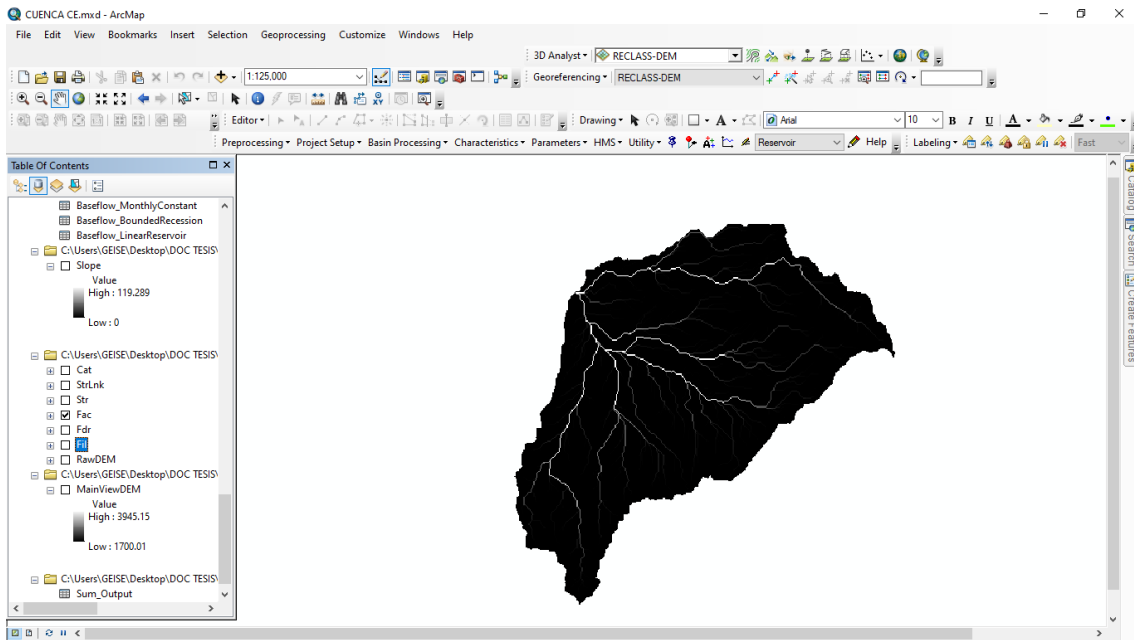 CUENCA CE.mxd - ArcMap
File Edit View Bookmarks Insert Selection Geoprocessing Customize Windows Help
3D Analyst RECLASS-DEM
1:125,000 Georeferencing RECLASS-DEM
Editor Drawing A Arial 10 B I U A
Preprocessing Project Setup Basin Processing Characteristics Parameters HMS Utility Reservoir Help Labeling Fast
Table Of Contents
Baseflow_MonthlyConstant
Baseflow_BoundedRecession
Baseflow_LinearReservoir
C:\Users\GEISE\Desktop\DOC TESIS\
Slope
Value
High : 119.289
Low : 0
C:\Users\GEISE\Desktop\DOC TESIS\
Cat
StrLnk
Str
Fac
Fdr
Fil
RawDEM
C:\Users\GEISE\Desktop\DOC TESIS\
MainViewDEM
Value
High : 3945.15
Low : 1700.01
C:\Users\GEISE\Desktop\DOC TESIS\
Sum_Output
Catalog
Search
Create Features